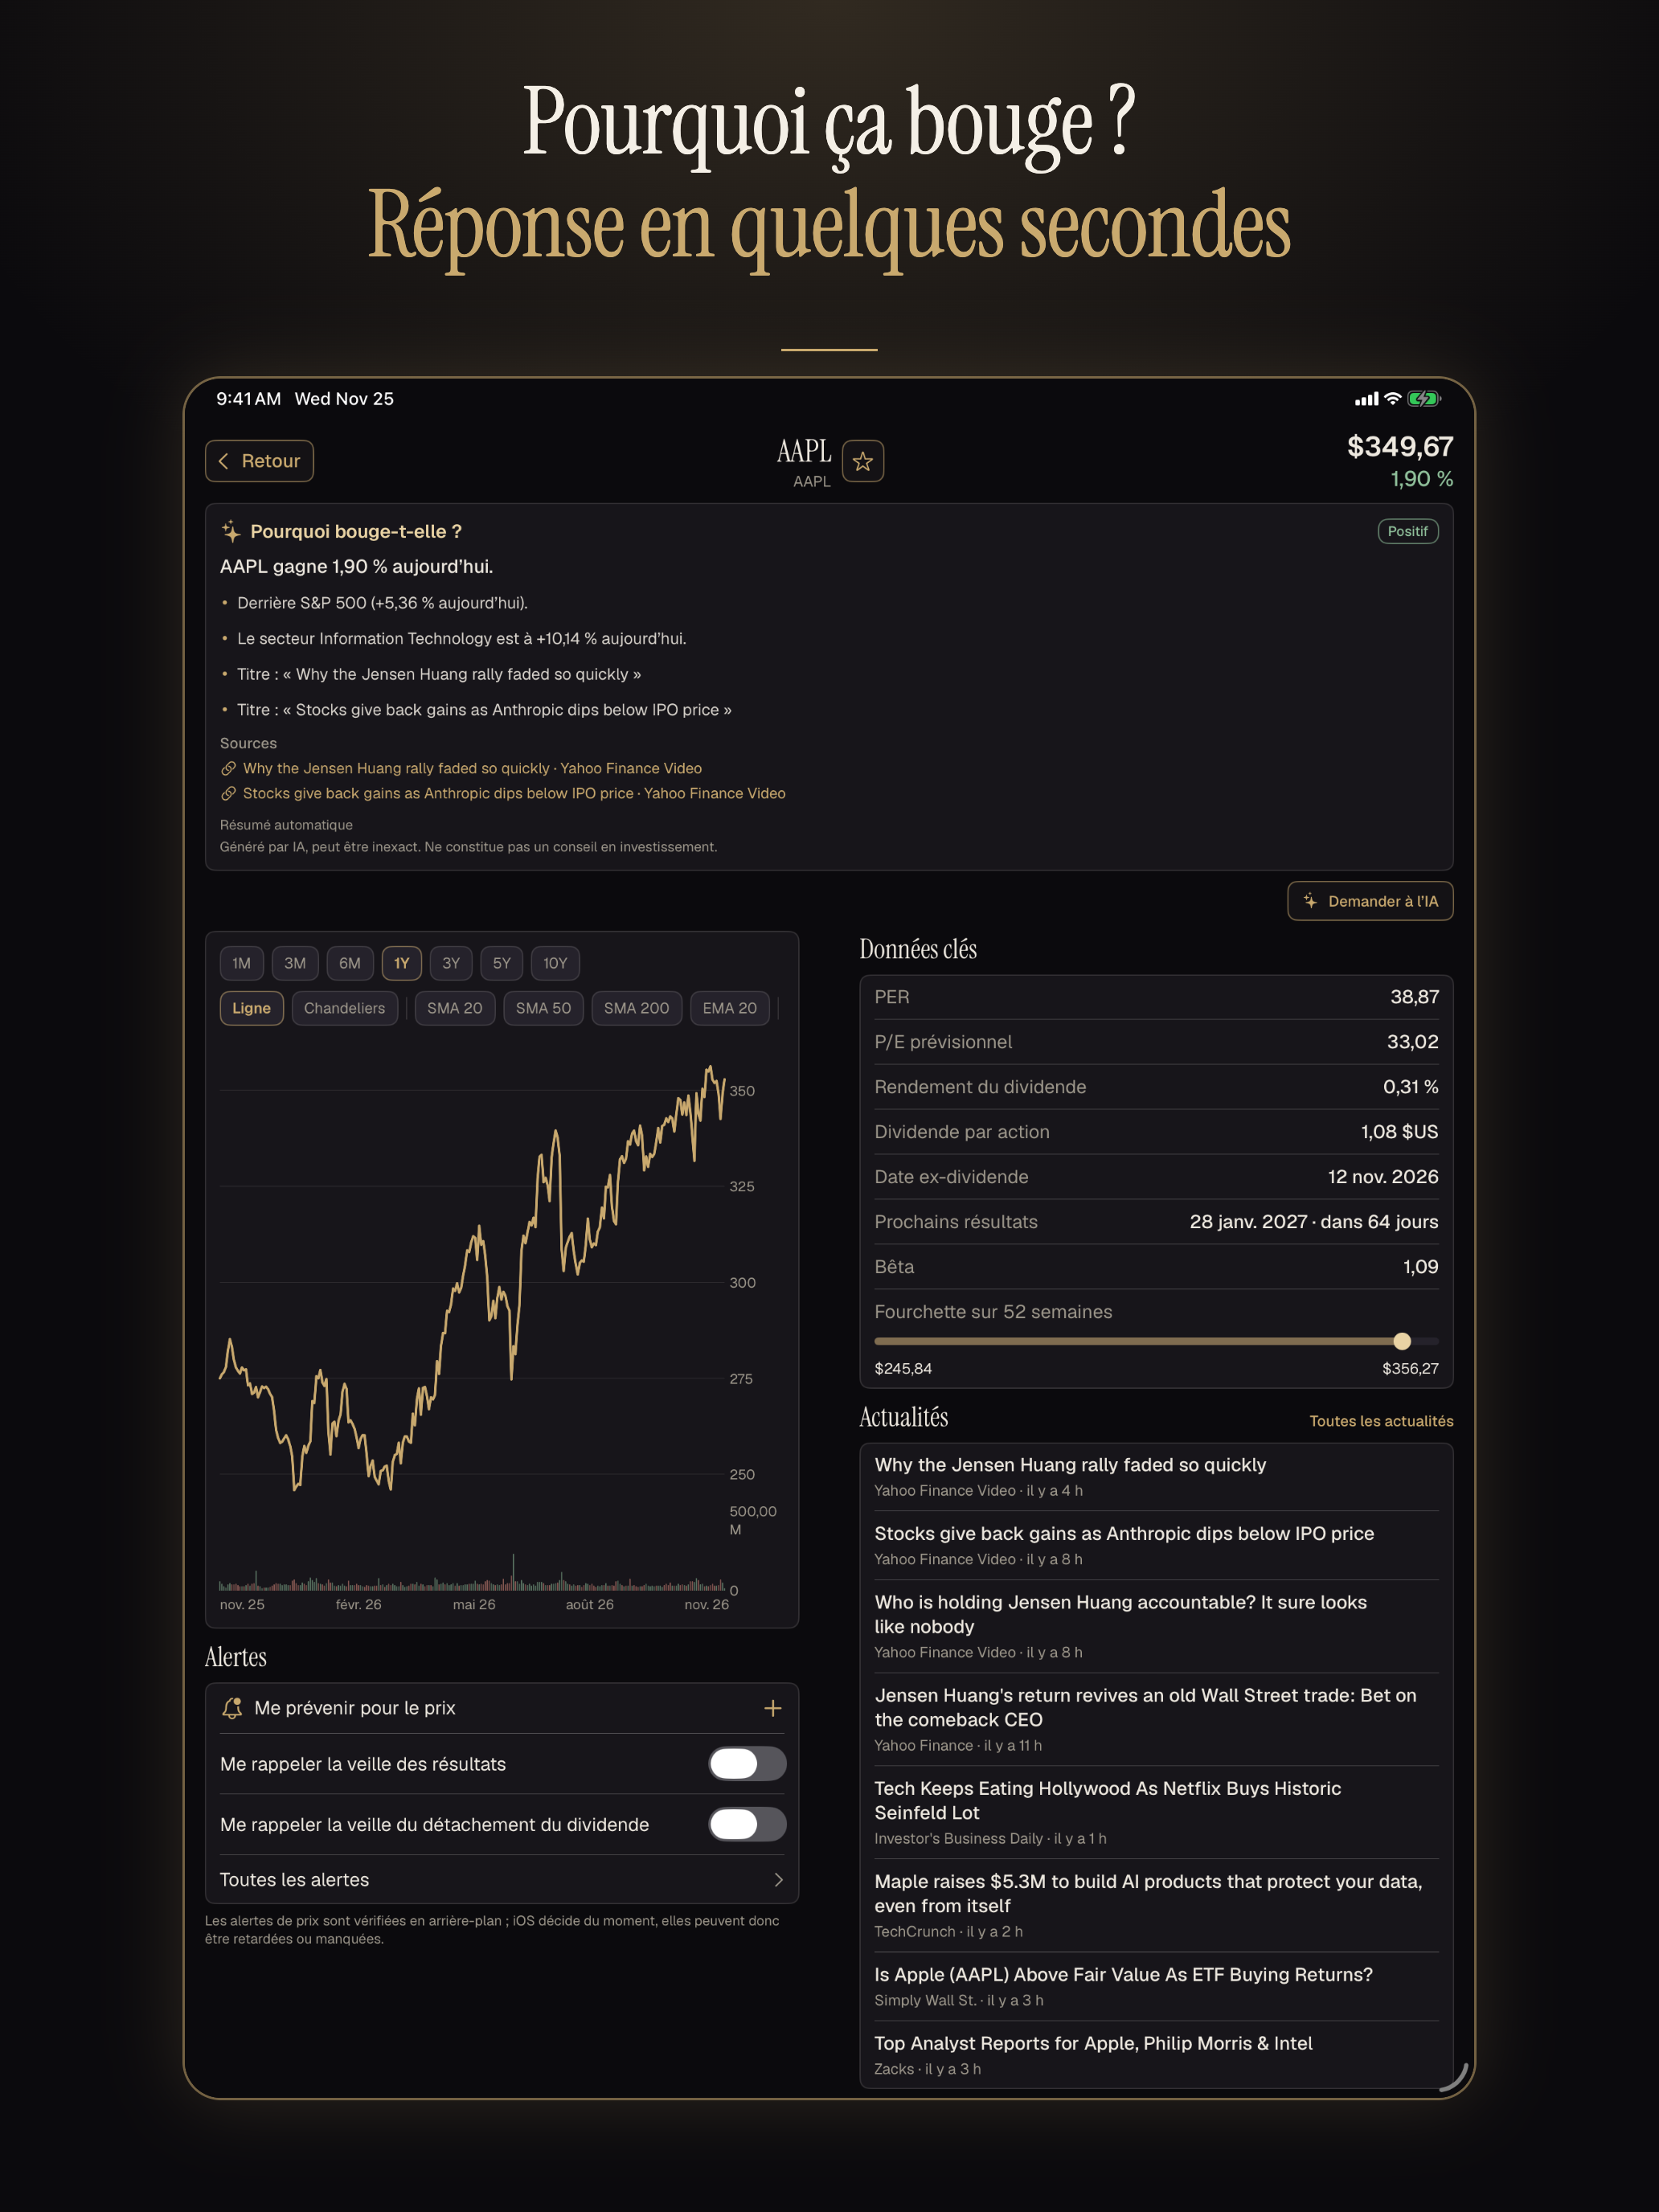 Pourquoi ça bouge ?
Réponse en quelques secondes
9:41 AM Wed Nov 25
Retour
AAPL
AAPL
$349,67
1,90 %
Pourquoi bouge-t-elle ?
Positif
AAPL gagne 1,90 % aujourd’hui.
• Derrière S&P 500 (+5,36 % aujourd’hui).
• Le secteur Information Technology est à +10,14 % aujourd’hui.
• Titre : « Why the Jensen Huang rally faded so quickly »
• Titre : « Stocks give back gains as Anthropic dips below IPO price »
Sources
Why the Jensen Huang rally faded so quickly · Yahoo Finance Video
Stocks give back gains as Anthropic dips below IPO price · Yahoo Finance Video
Résumé automatique
Généré par IA, peut être inexact. Ne constitue pas un conseil en investissement.
Demander à l’IA
1M 3M 6M 1Y 3Y 5Y 10Y
Ligne Chandeliers SMA 20 SMA 50 SMA 200 EMA 20
350
325
300
275
250
500,00
M
0
nov. 25 févr. 26 mai 26 août 26 nov. 26
Alertes
Me prévenir pour le prix
Me rappeler la veille des résultats
Me rappeler la veille du détachement du dividende
Toutes les alertes
Les alertes de prix sont vérifiées en arrière-plan ; iOS décide du moment, elles peuvent donc
être retardées ou manquées.
Données clés
PER 38,87
P/E prévisionnel 33,02
Rendement du dividende 0,31 %
Dividende par action 1,08 $US
Date ex-dividende 12 nov. 2026
Prochains résultats 28 janv. 2027 · dans 64 jours
Bêta 1,09
Fourchette sur 52 semaines
$245,84 $356,27
Actualités
Toutes les actualités
Why the Jensen Huang rally faded so quickly
Yahoo Finance Video · il y a 4 h
Stocks give back gains as Anthropic dips below IPO price
Yahoo Finance Video · il y a 8 h
Who is holding Jensen Huang accountable? It sure looks
like nobody
Yahoo Finance Video · il y a 8 h
Jensen Huang's return revives an old Wall Street trade: Bet on
the comeback CEO
Yahoo Finance · il y a 11 h
Tech Keeps Eating Hollywood As Netflix Buys Historic
Seinfeld Lot
Investor's Business Daily · il y a 1 h
Maple raises $5.3M to build AI products that protect your data,
even from itself
TechCrunch · il y a 2 h
Is Apple (AAPL) Above Fair Value As ETF Buying Returns?
Simply Wall St. · il y a 3 h
Top Analyst Reports for Apple, Philip Morris & Intel
Zacks · il y a 3 h